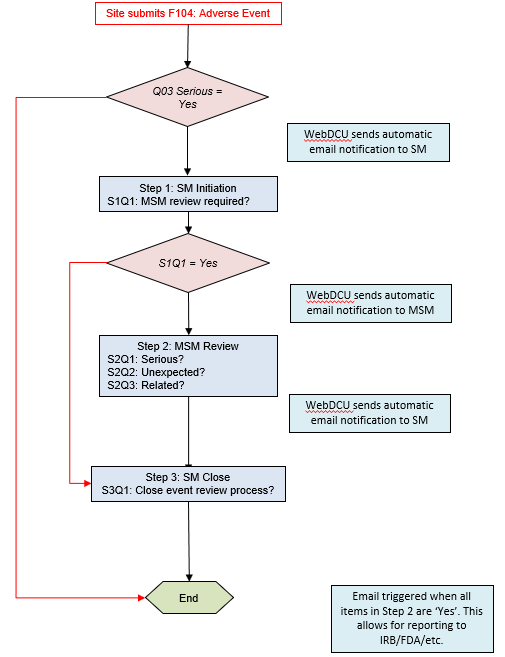 Site submits F104: Adverse Event
Q03 Serious =
Yes
WebDCU sends automatic
email notification to SM
Step 1: SM Initiation
S1Q1: MSM review required?
S1Q1 = Yes
WebDCU sends automatic
email notification to MSM
Step 2: MSM Review
S2Q1: Serious?
S2Q2: Unexpected?
S2Q3: Related?
WebDCU sends automatic
email notification to SM
Step 3: SM Close
S3Q1: Close event review process?
End
Email triggered when all
items in Step 2 are ‘Yes’. This
allows for reporting to
IRB/FDA/etc.